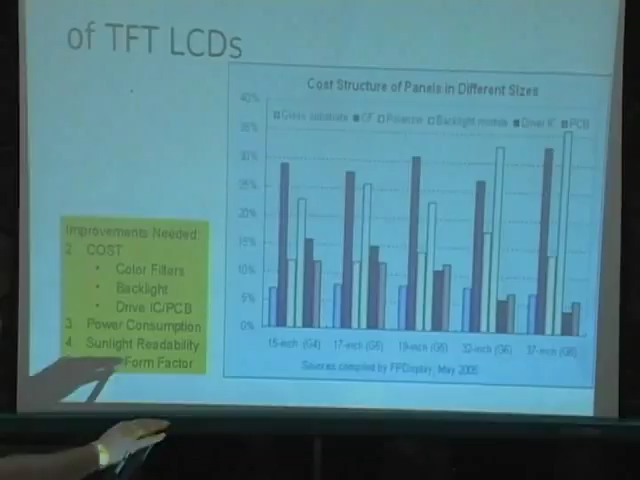 of TFT LCDs
Cost Structure of Panels in Different Sizes
40%
Glass substrate CF Polarizer Backlight module Driver IC PCB
35%
30%
25%
20%
15%
10%
5%
0%
15-inch (G4) 17-inch (G5) 19-inch (G5) 32-inch (G6) 37-inch (G6)
Sources compiled by FPDisplay, May 2005
Improvements Needed:
2. COST
• Color Filters
• Backlight
• Drive IC/PCB
3. Power Consumption
4. Sunlight Readability
Form Factor